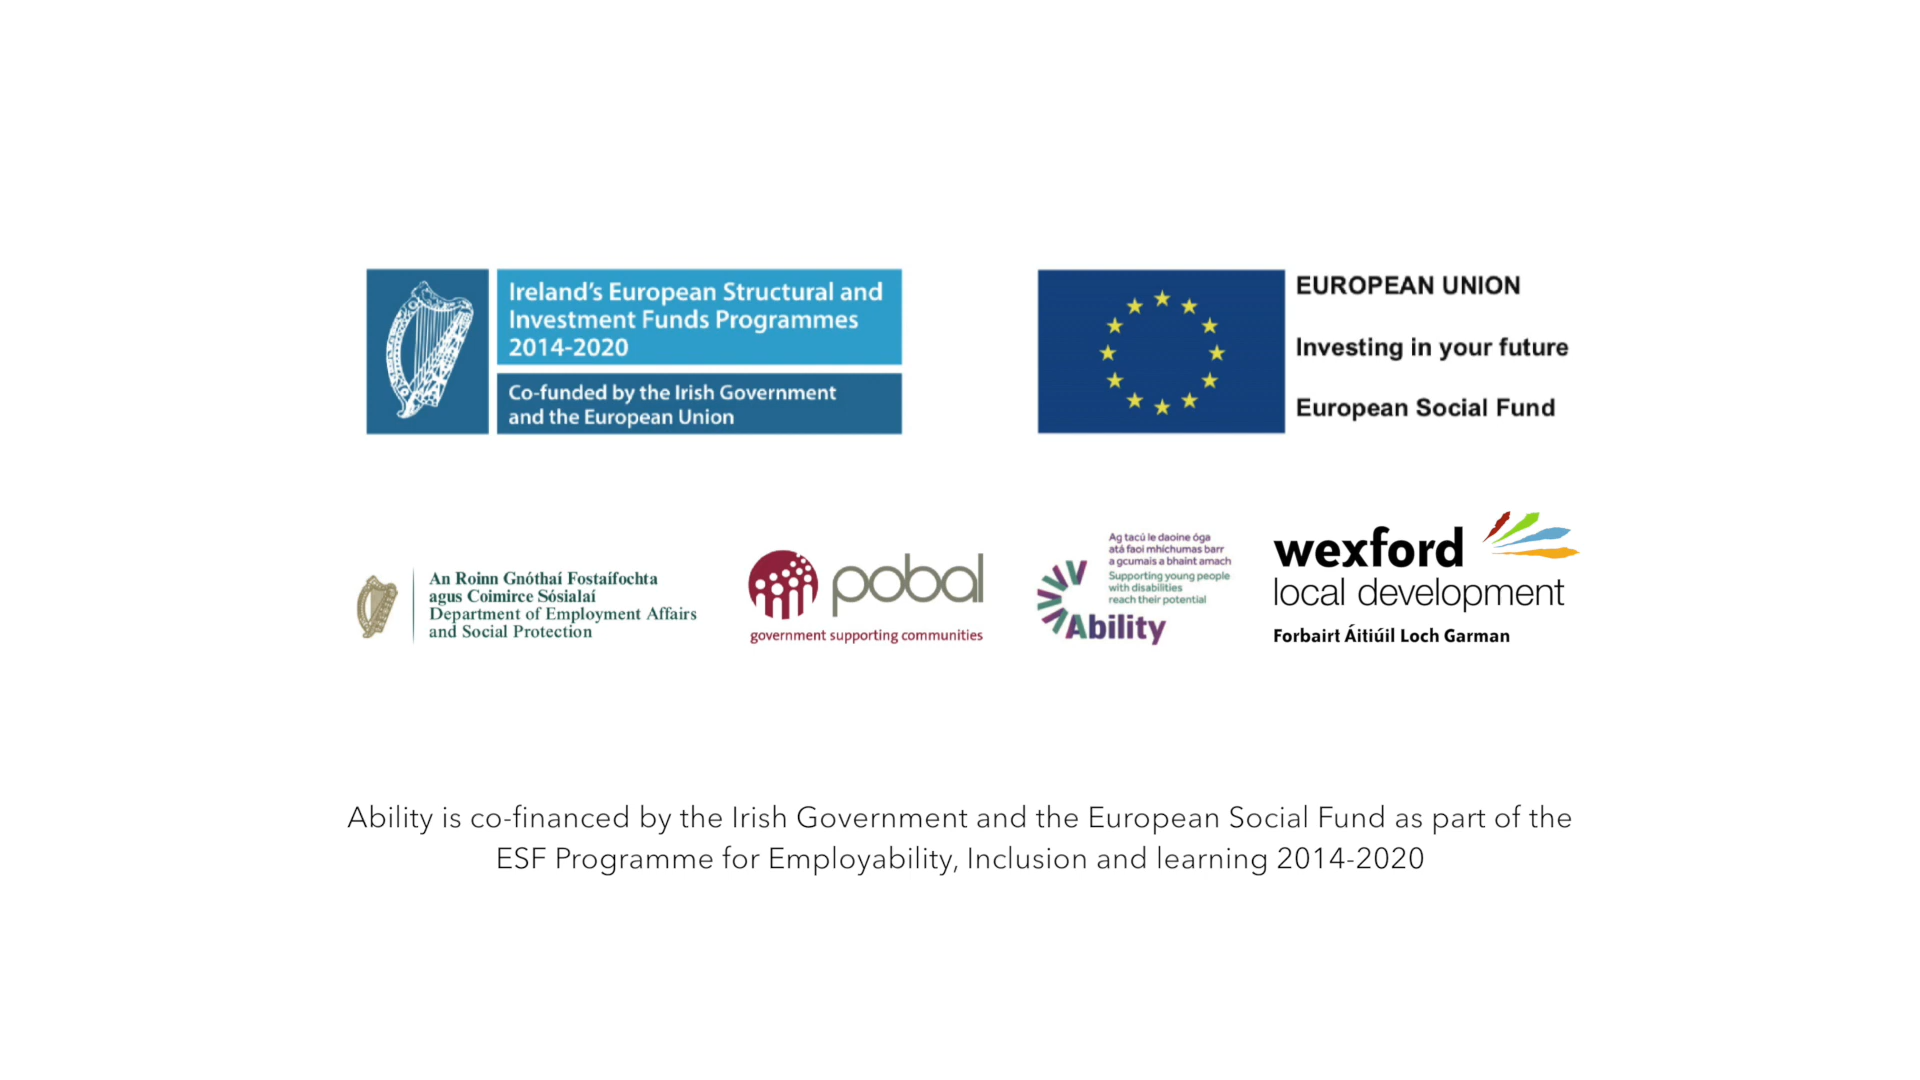 Ireland's European Structural and
Investment Funds Programmes
2014-2020
Co-funded by the Irish Government
and the European Union
EUROPEAN UNION
Investing in your future
European Social Fund
An Roinn Gnóthaí Fostaíochta
agus Coimirce Sósialaí
Department of Employment Affairs
and Social Protection
pobal
government supporting communities
Ag tacú le daoine óga
atá faoi mhíchumas barr
a gcumais a bhaint amach
Supporting young people
with disabilities
reach their potential
Ability
wexford
local development
Forbairt Áitiúil Loch Garman
Ability is co-financed by the Irish Government and the European Social Fund as part of the
ESF Programme for Employability, Inclusion and learning 2014-2020